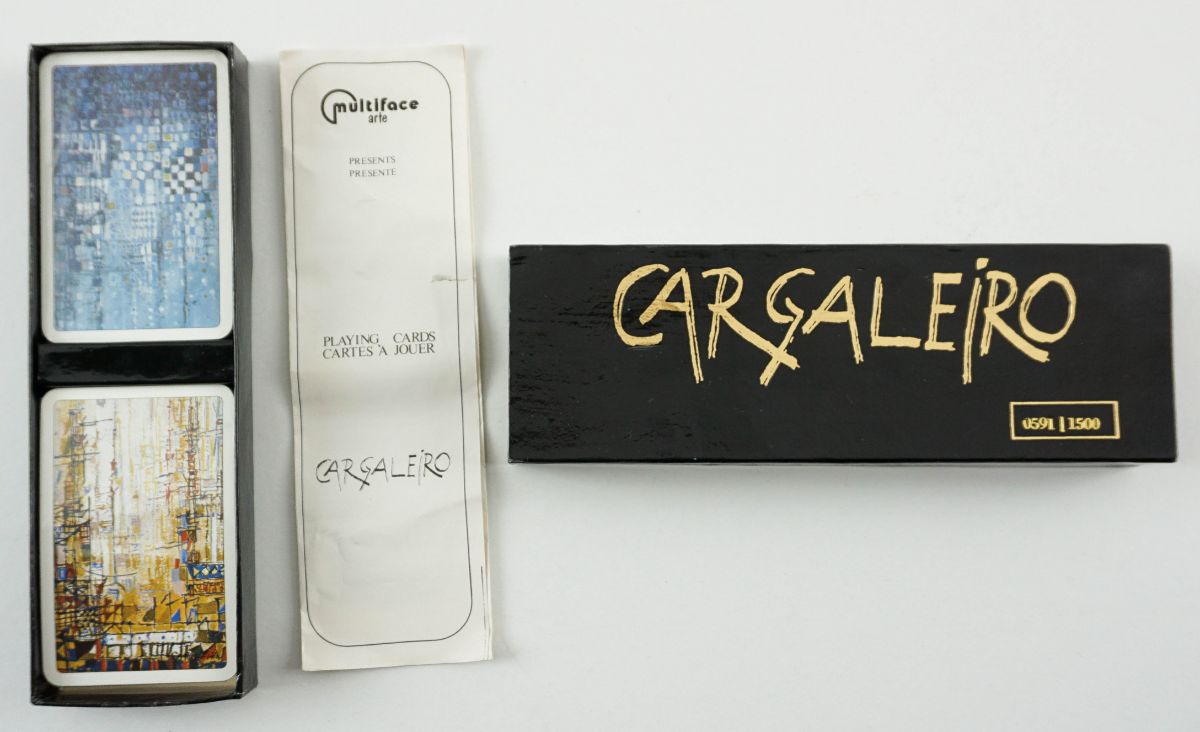 multiface
arte
PRESENTS
PRESENTE
PLAYING CARDS
CARTES À JOUER
CARGALEIRO
CARGALEIRO
0591 | 1500